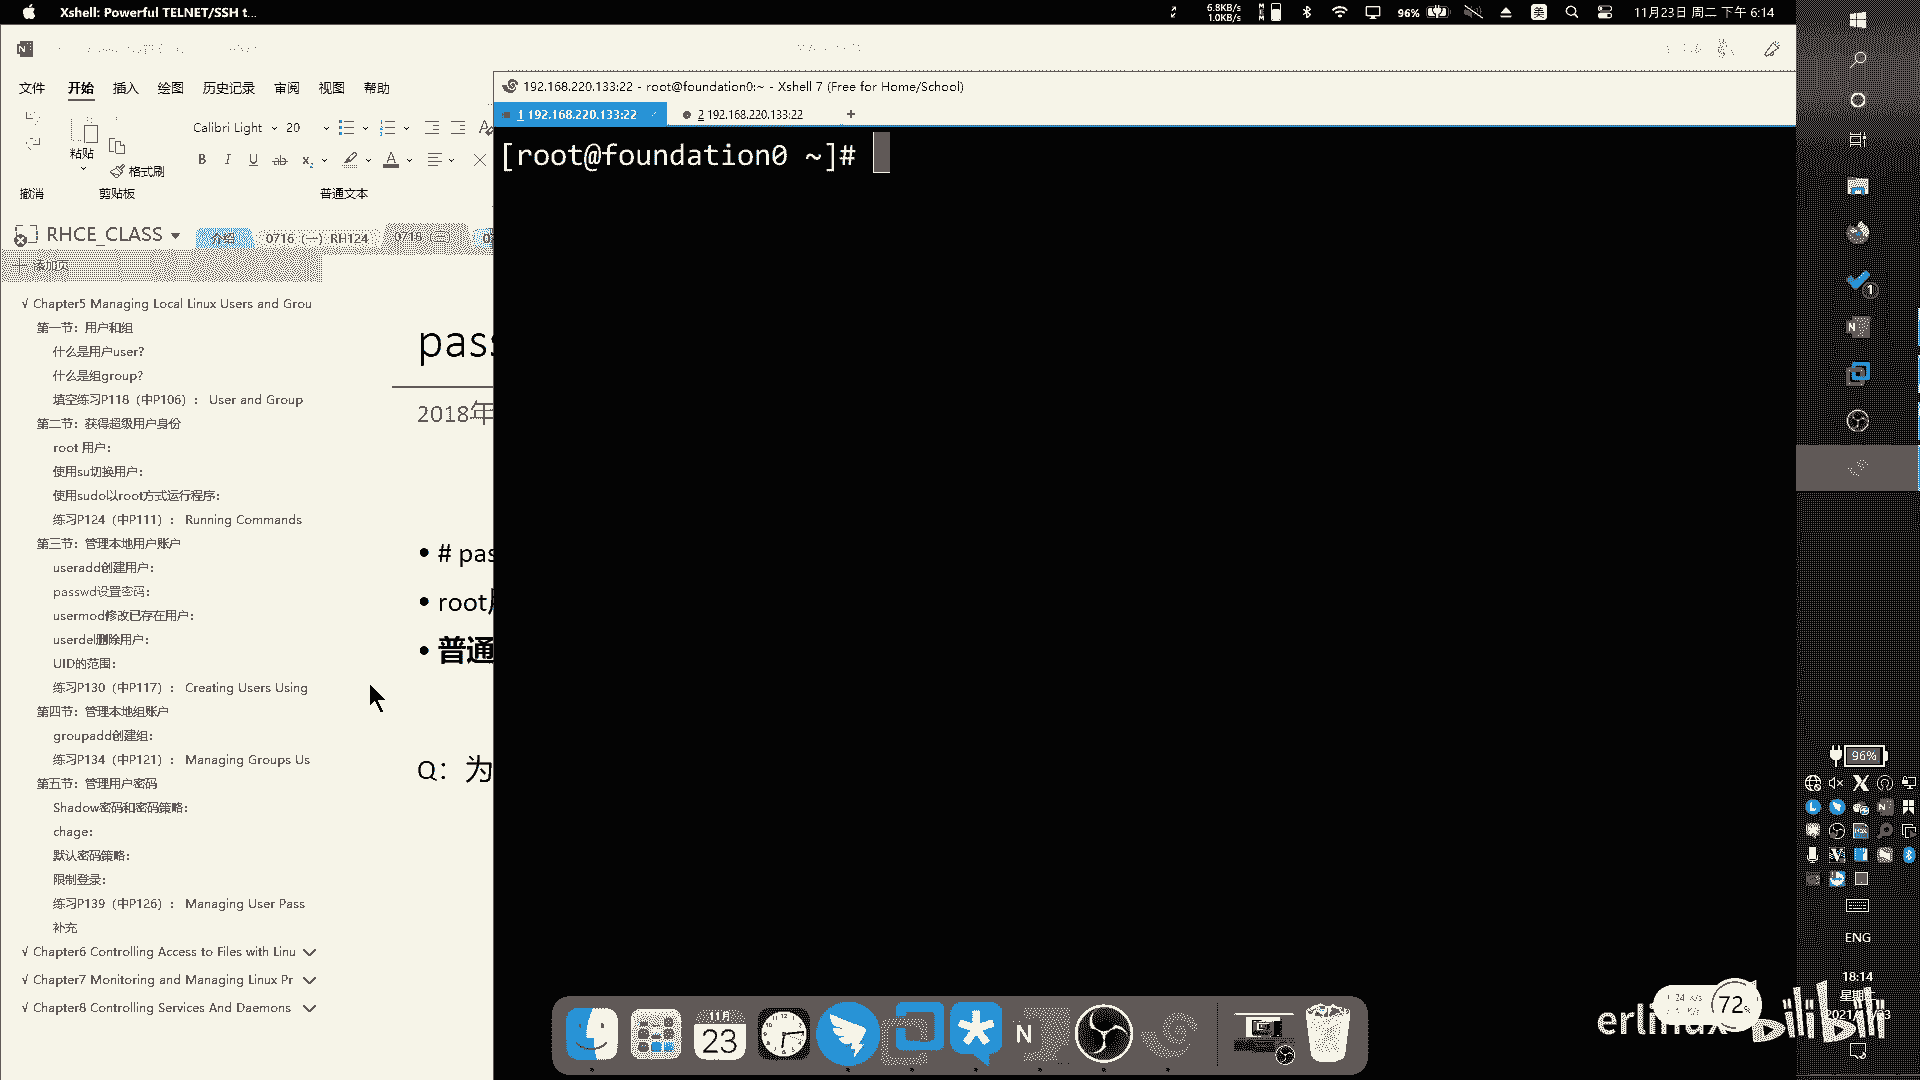 Xshell: Powerful TELNET/SSH t...
6.8KB/s
1.0KB/s
96%
美
11月23日 周二 下午 6:14
文件 开始 插入 绘图 历史记录 审阅 视图 帮助
Calibri Light 20
粘贴
格式刷
B I U ab
撤消 剪贴板 普通文本
RHCE_CLASS
介绍 0716 (一) RH124 0716 (二)
添加页
√ Chapter5 Managing Local Linux Users and Grou
第一节：用户和组
什么是用户user?
什么是组group?
填空练习P118（中P106）： User and Group
第二节：获得超级用户身份
root 用户：
使用su切换用户：
使用sudo以root方式运行程序：
练习P124（中P111）： Running Commands
第三节：管理本地用户账户
useradd创建用户：
passwd设置密码：
usermod修改已存在用户：
userdel删除用户：
UID的范围：
练习P130（中P117）： Creating Users Using
第四节：管理本地组账户
groupadd创建组：
练习P134（中P121）： Managing Groups Us
第五节：管理用户密码
Shadow密码和密码策略：
chage:
默认密码策略：
限制登录：
练习P139（中P126）： Managing User Pass
补充
√ Chapter6 Controlling Access to Files with Linu
√ Chapter7 Monitoring and Managing Linux Pr
√ Chapter8 Controlling Services And Daemons
pas
2018年
# pas
root
普通
Q：为
192.168.220.133:22 - root@foundation0:~ - Xshell 7 (Free for Home/School)
1 192.168.220.133:22
2 192.168.220.133:22
+
[root@foundation0 ~]#
11月
23
96%
ENG
18:14
72
erlinux
bilibili